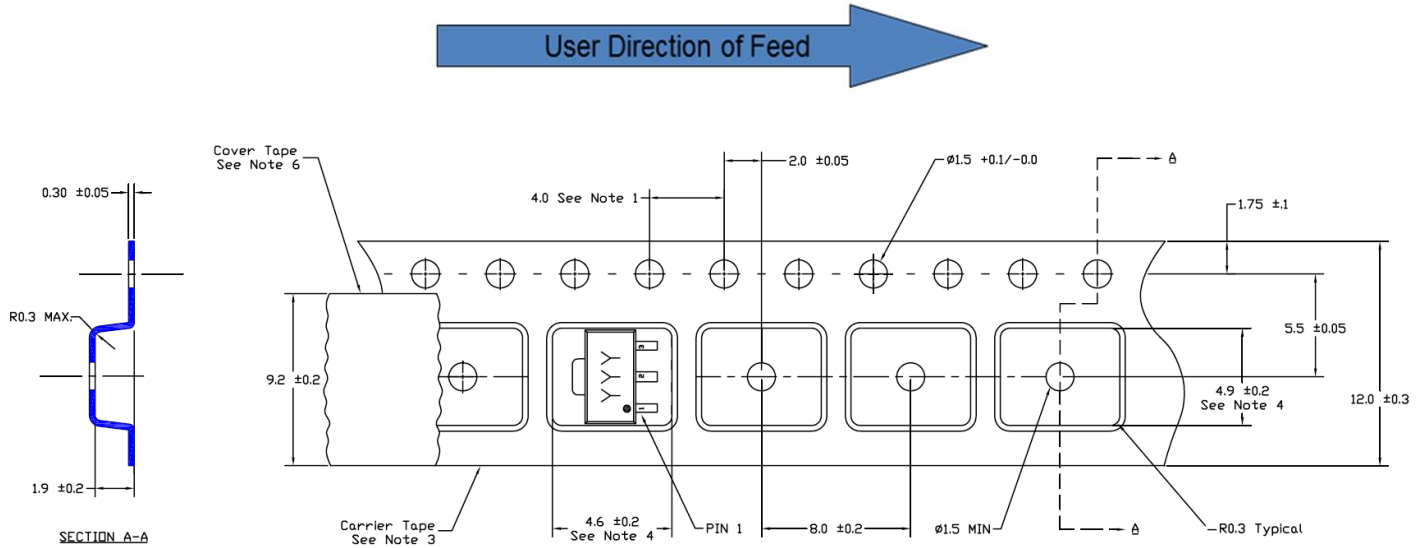 User Direction of Feed
Cover Tape
See Note 6
2.0 ±0.05
ø1.5 +0.1/-0.0
A
0.30 ±0.05
4.0 See Note 1
1.75 ±.1
R0.3 MAX.
5.5 ±0.05
9.2 ±0.2
YYY
3
2
1
4.9 ±0.2
See Note 4
12.0 ±0.3
1.9 ±0.2
Carrier Tape
See Note 3
4.6 ±0.2
See Note 4
PIN 1
8.0 ±0.2
ø1.5 MIN
A
R0.3 Typical
SECTION A-A